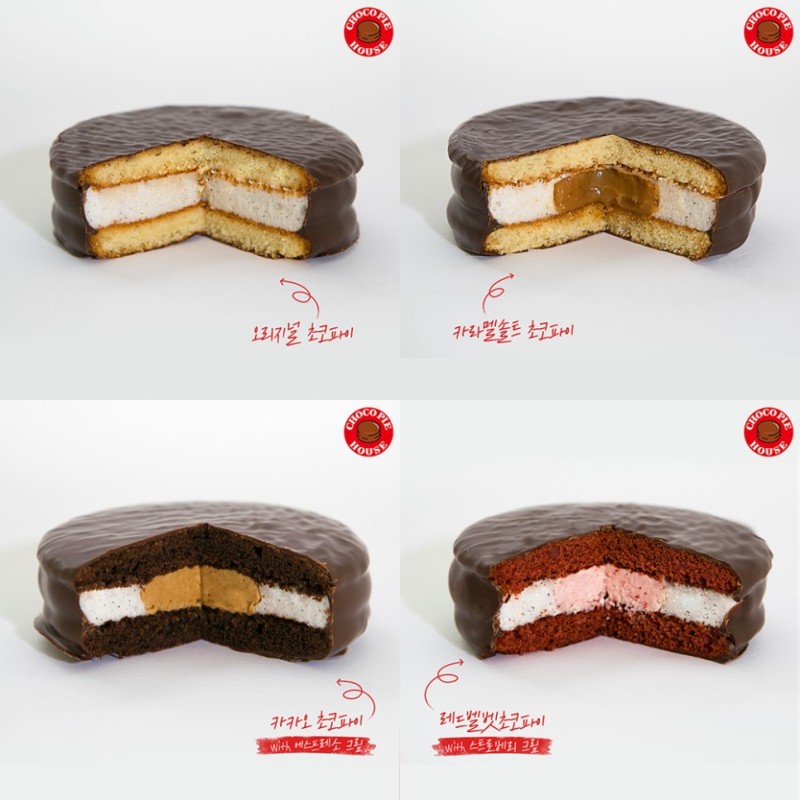 CHOCO PIE
HOUSE
CHOCO PIE
HOUSE
오리지널 초코파이
카라멜솔트 초코파이
CHOCO PIE
HOUSE
CHOCO PIE
HOUSE
카카오 초코파이
with 에스프레소 크림
레드벨벳초코파이
with 스트로베리 크림